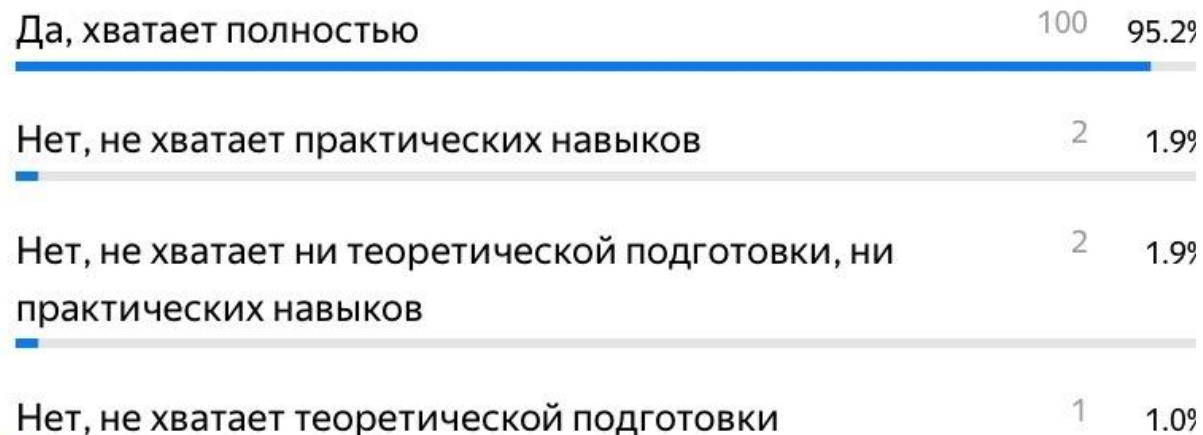 Да, хватает полностью 100 95.2%
Нет, не хватает практических навыков 2 1.9%
Нет, не хватает ни теоретической подготовки, ни 2 1.9%
практических навыков
Нет, не хватает теоретической подготовки 1 1.0%